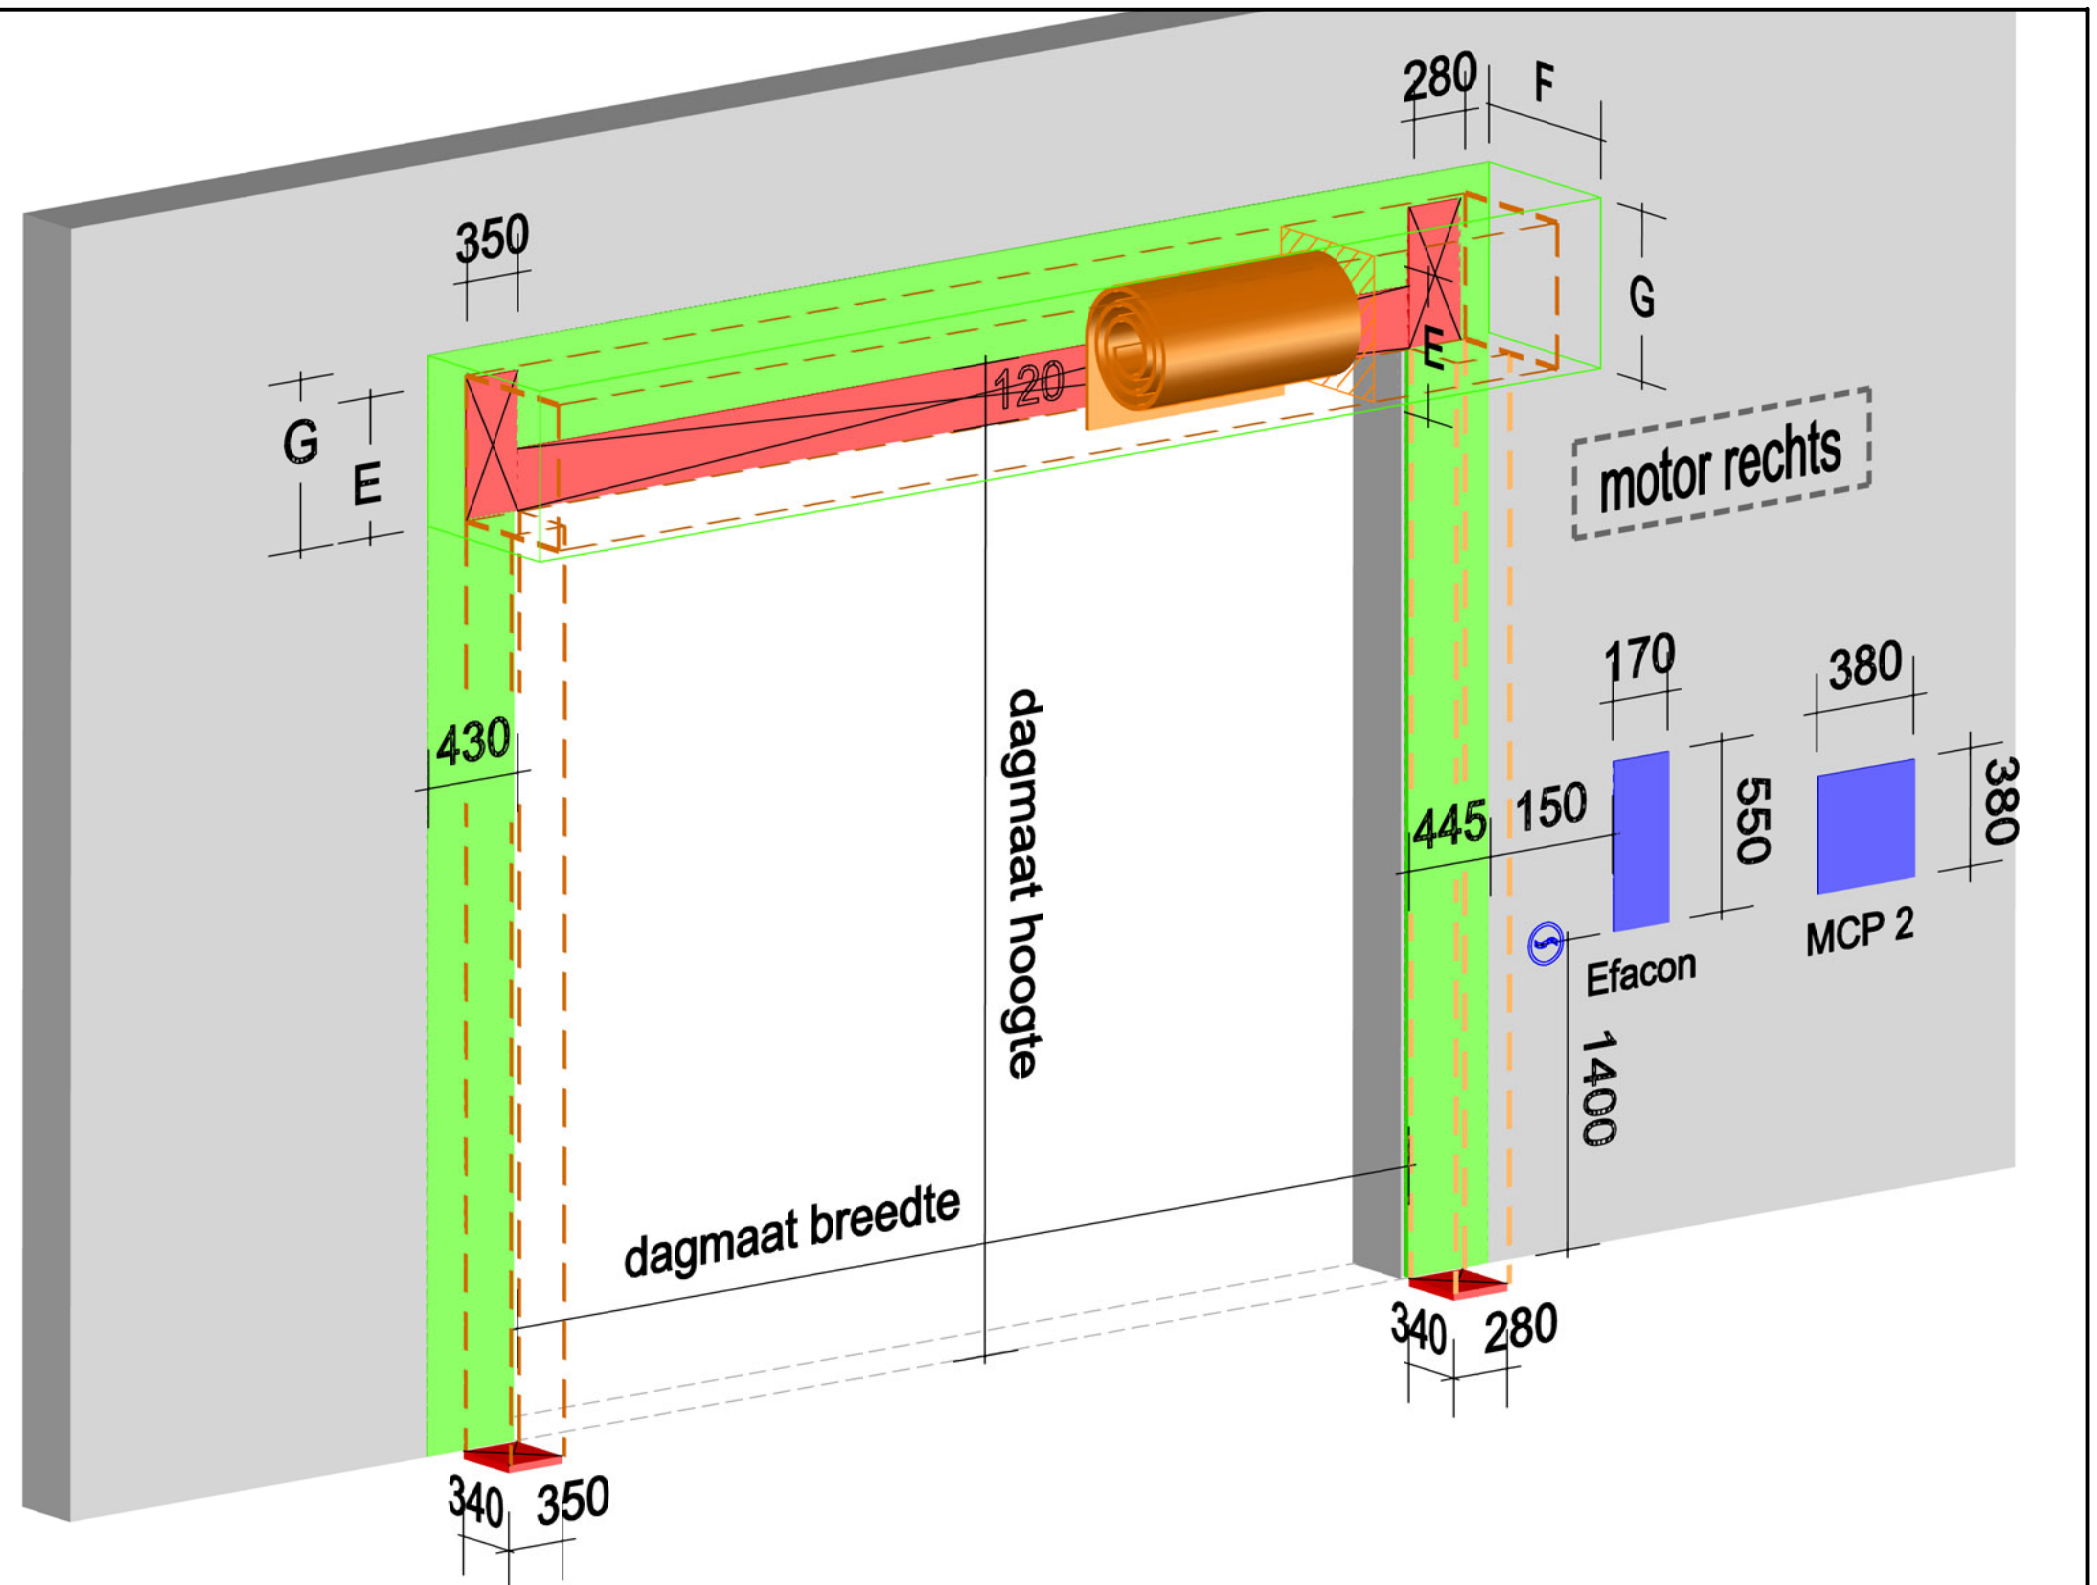 280
F
350
G
E
G
E
120
motor rechts
170
380
430
dagmaat hoogte
445
150
550
380
MCP 2
Efacon
1400
dagmaat breedte
340
280
340
350